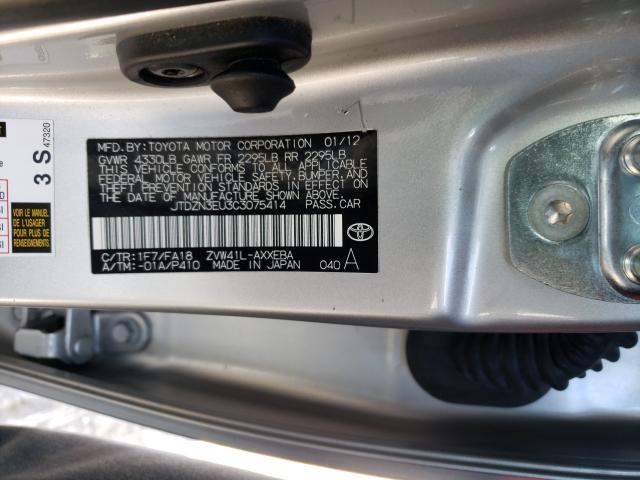 MFD.BY:TOYOTA MOTOR CORPORATION 01/12
GVWR 4330LB GAWR FR 2295LB RR 2295LB
THIS VEHICLE CONFORMS TO ALL APPLICABLE
FEDERAL MOTOR VEHICLE SAFETY,BUMPER, AND
THEFT PREVENTION STANDARDS IN EFFECT ON
THE DATE OF MANUFACTURE SHOWN ABOVE.
JTDZN3EU3C3075414 PASS.CAR
C/TR:1F7/FA18 ZVW41L-AXXEBA
A/TM:-01A/P410 MADE IN JAPAN 040 A
3 S 47320
VOIR LE MANUEL
DE L'USAGER
POUR PLUS DE